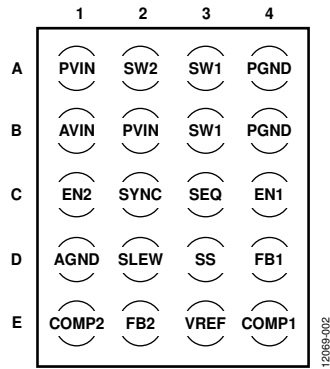 1 2 3 4
A PVIN SW2 SW1 PGND
B AVIN PVIN SW1 PGND
C EN2 SYNC SEQ EN1
D AGND SLEW SS FB1
E COMP2 FB2 VREF COMP1
12069-002